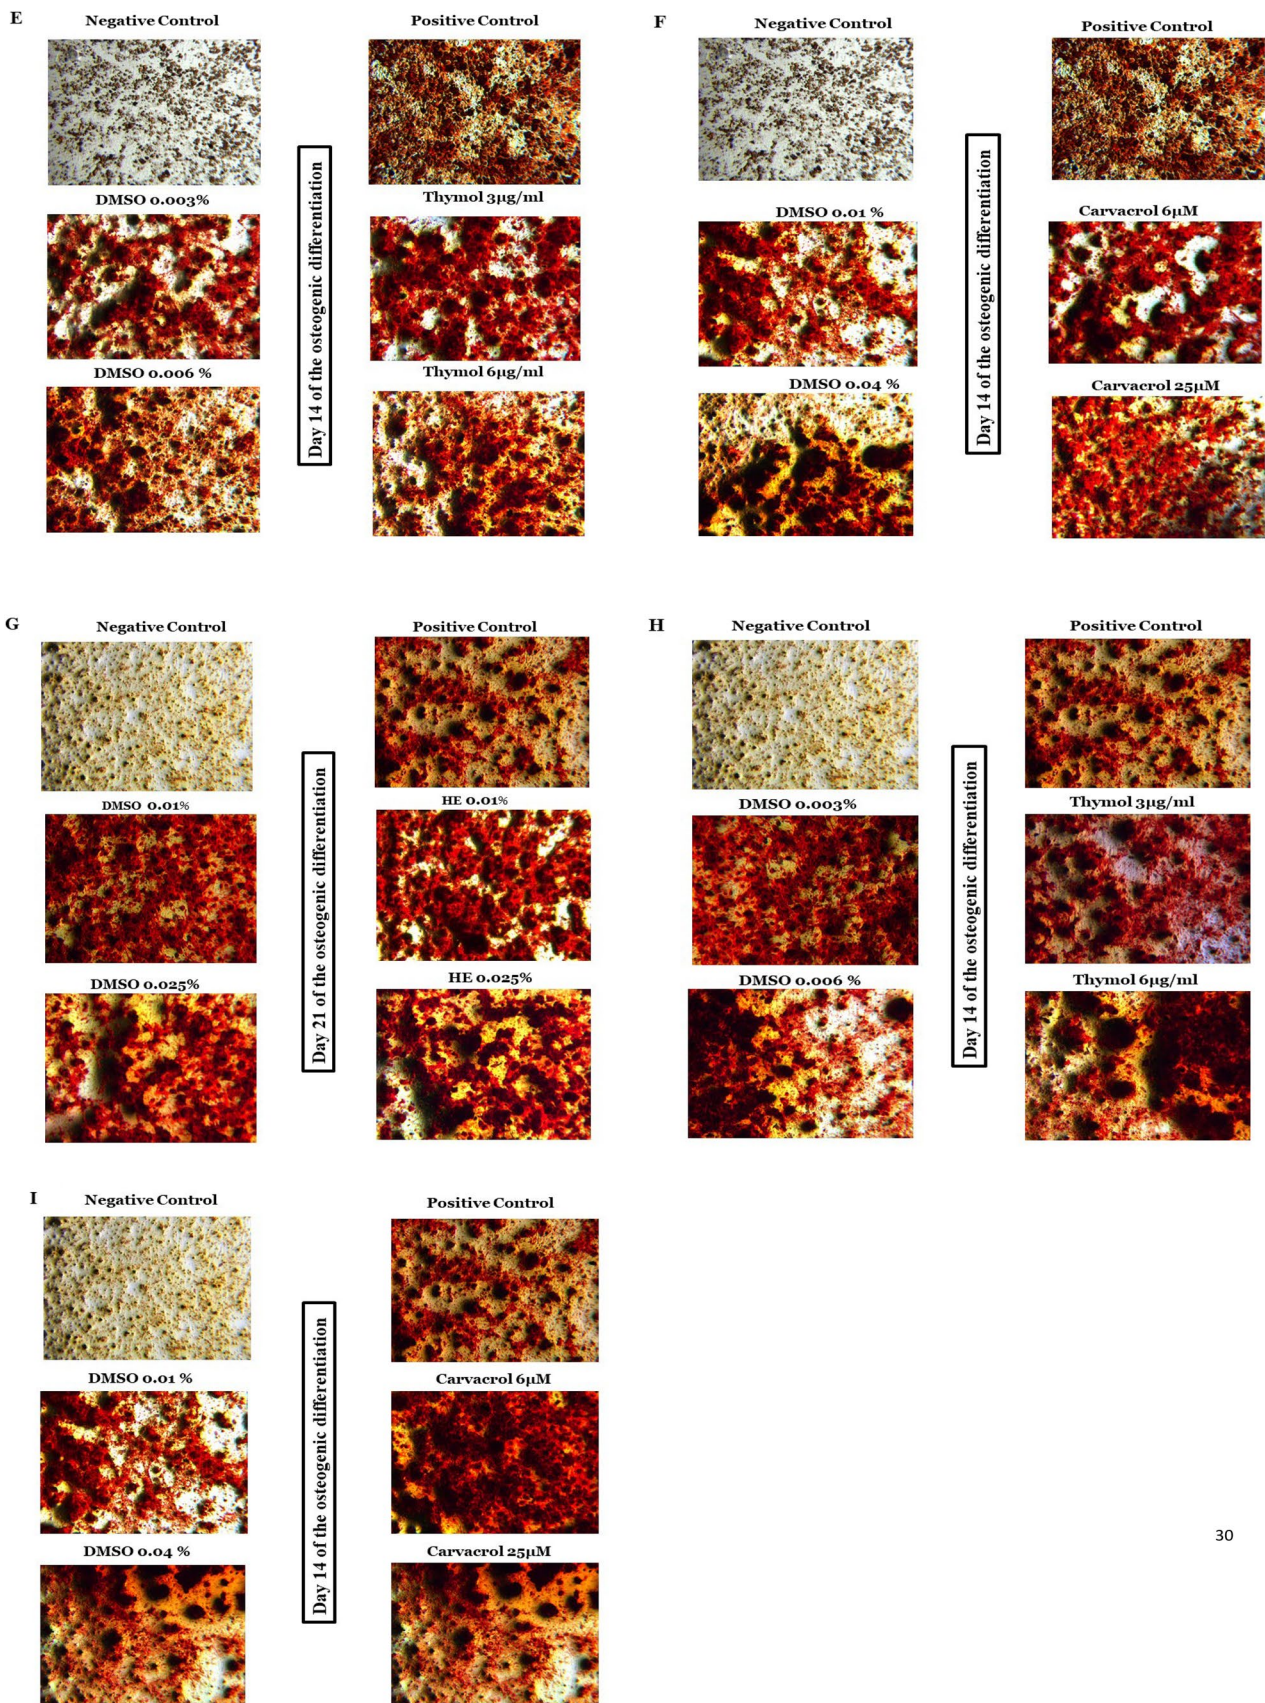 E
Negative Control
Positive Control
DMSO 0.003%
Thymol 3µg/ml
DMSO 0.006 %
Thymol 6µg/ml
Day 14 of the osteogenic differentiation
F
Negative Control
Positive Control
DMSO 0.01 %
Carvacrol 6µM
DMSO 0.04 %
Carvacrol 25µM
Day 14 of the osteogenic differentiation
G
Negative Control
Positive Control
DMSO 0.01%
HE 0.01%
DMSO 0.025%
HE 0.025%
Day 21 of the osteogenic differentiation
H
Negative Control
Positive Control
DMSO 0.003%
Thymol 3µg/ml
DMSO 0.006 %
Thymol 6µg/ml
Day 14 of the osteogenic differentiation
I
Negative Control
Positive Control
DMSO 0.01 %
Carvacrol 6µM
DMSO 0.04 %
Carvacrol 25µM
Day 14 of the osteogenic differentiation
30